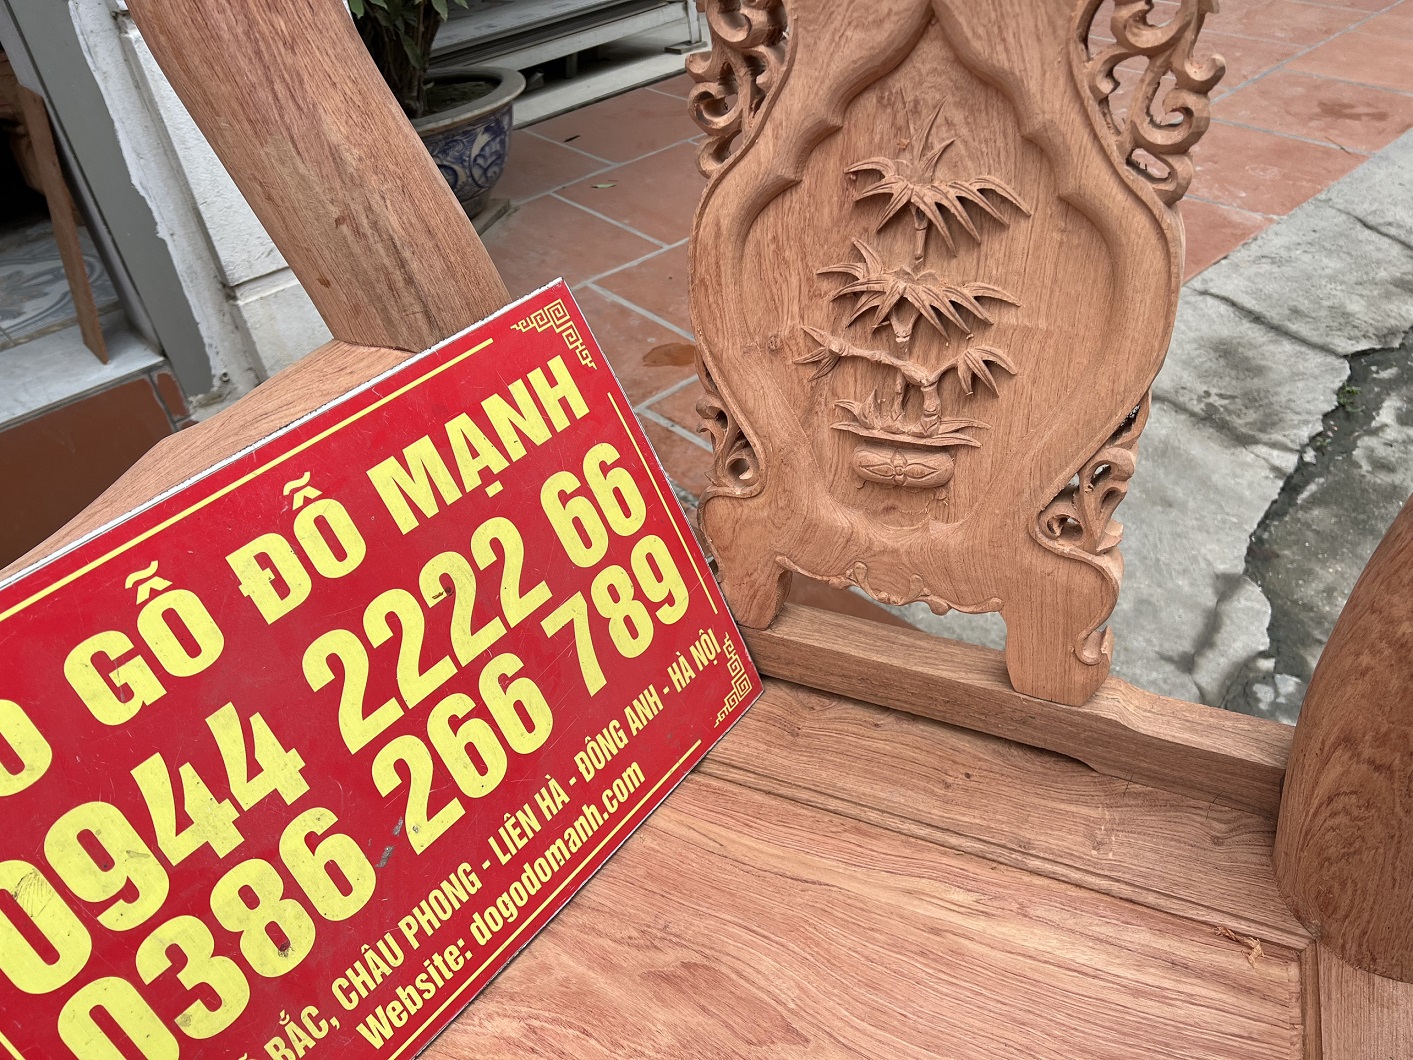 GỖ ĐỖ MẠNH
0944 2222 66
0386 266 789
BẮC, CHÂU PHONG - LIÊN HÀ - ĐÔNG ANH - HÀ NỘI
Website: dogodomanh.com